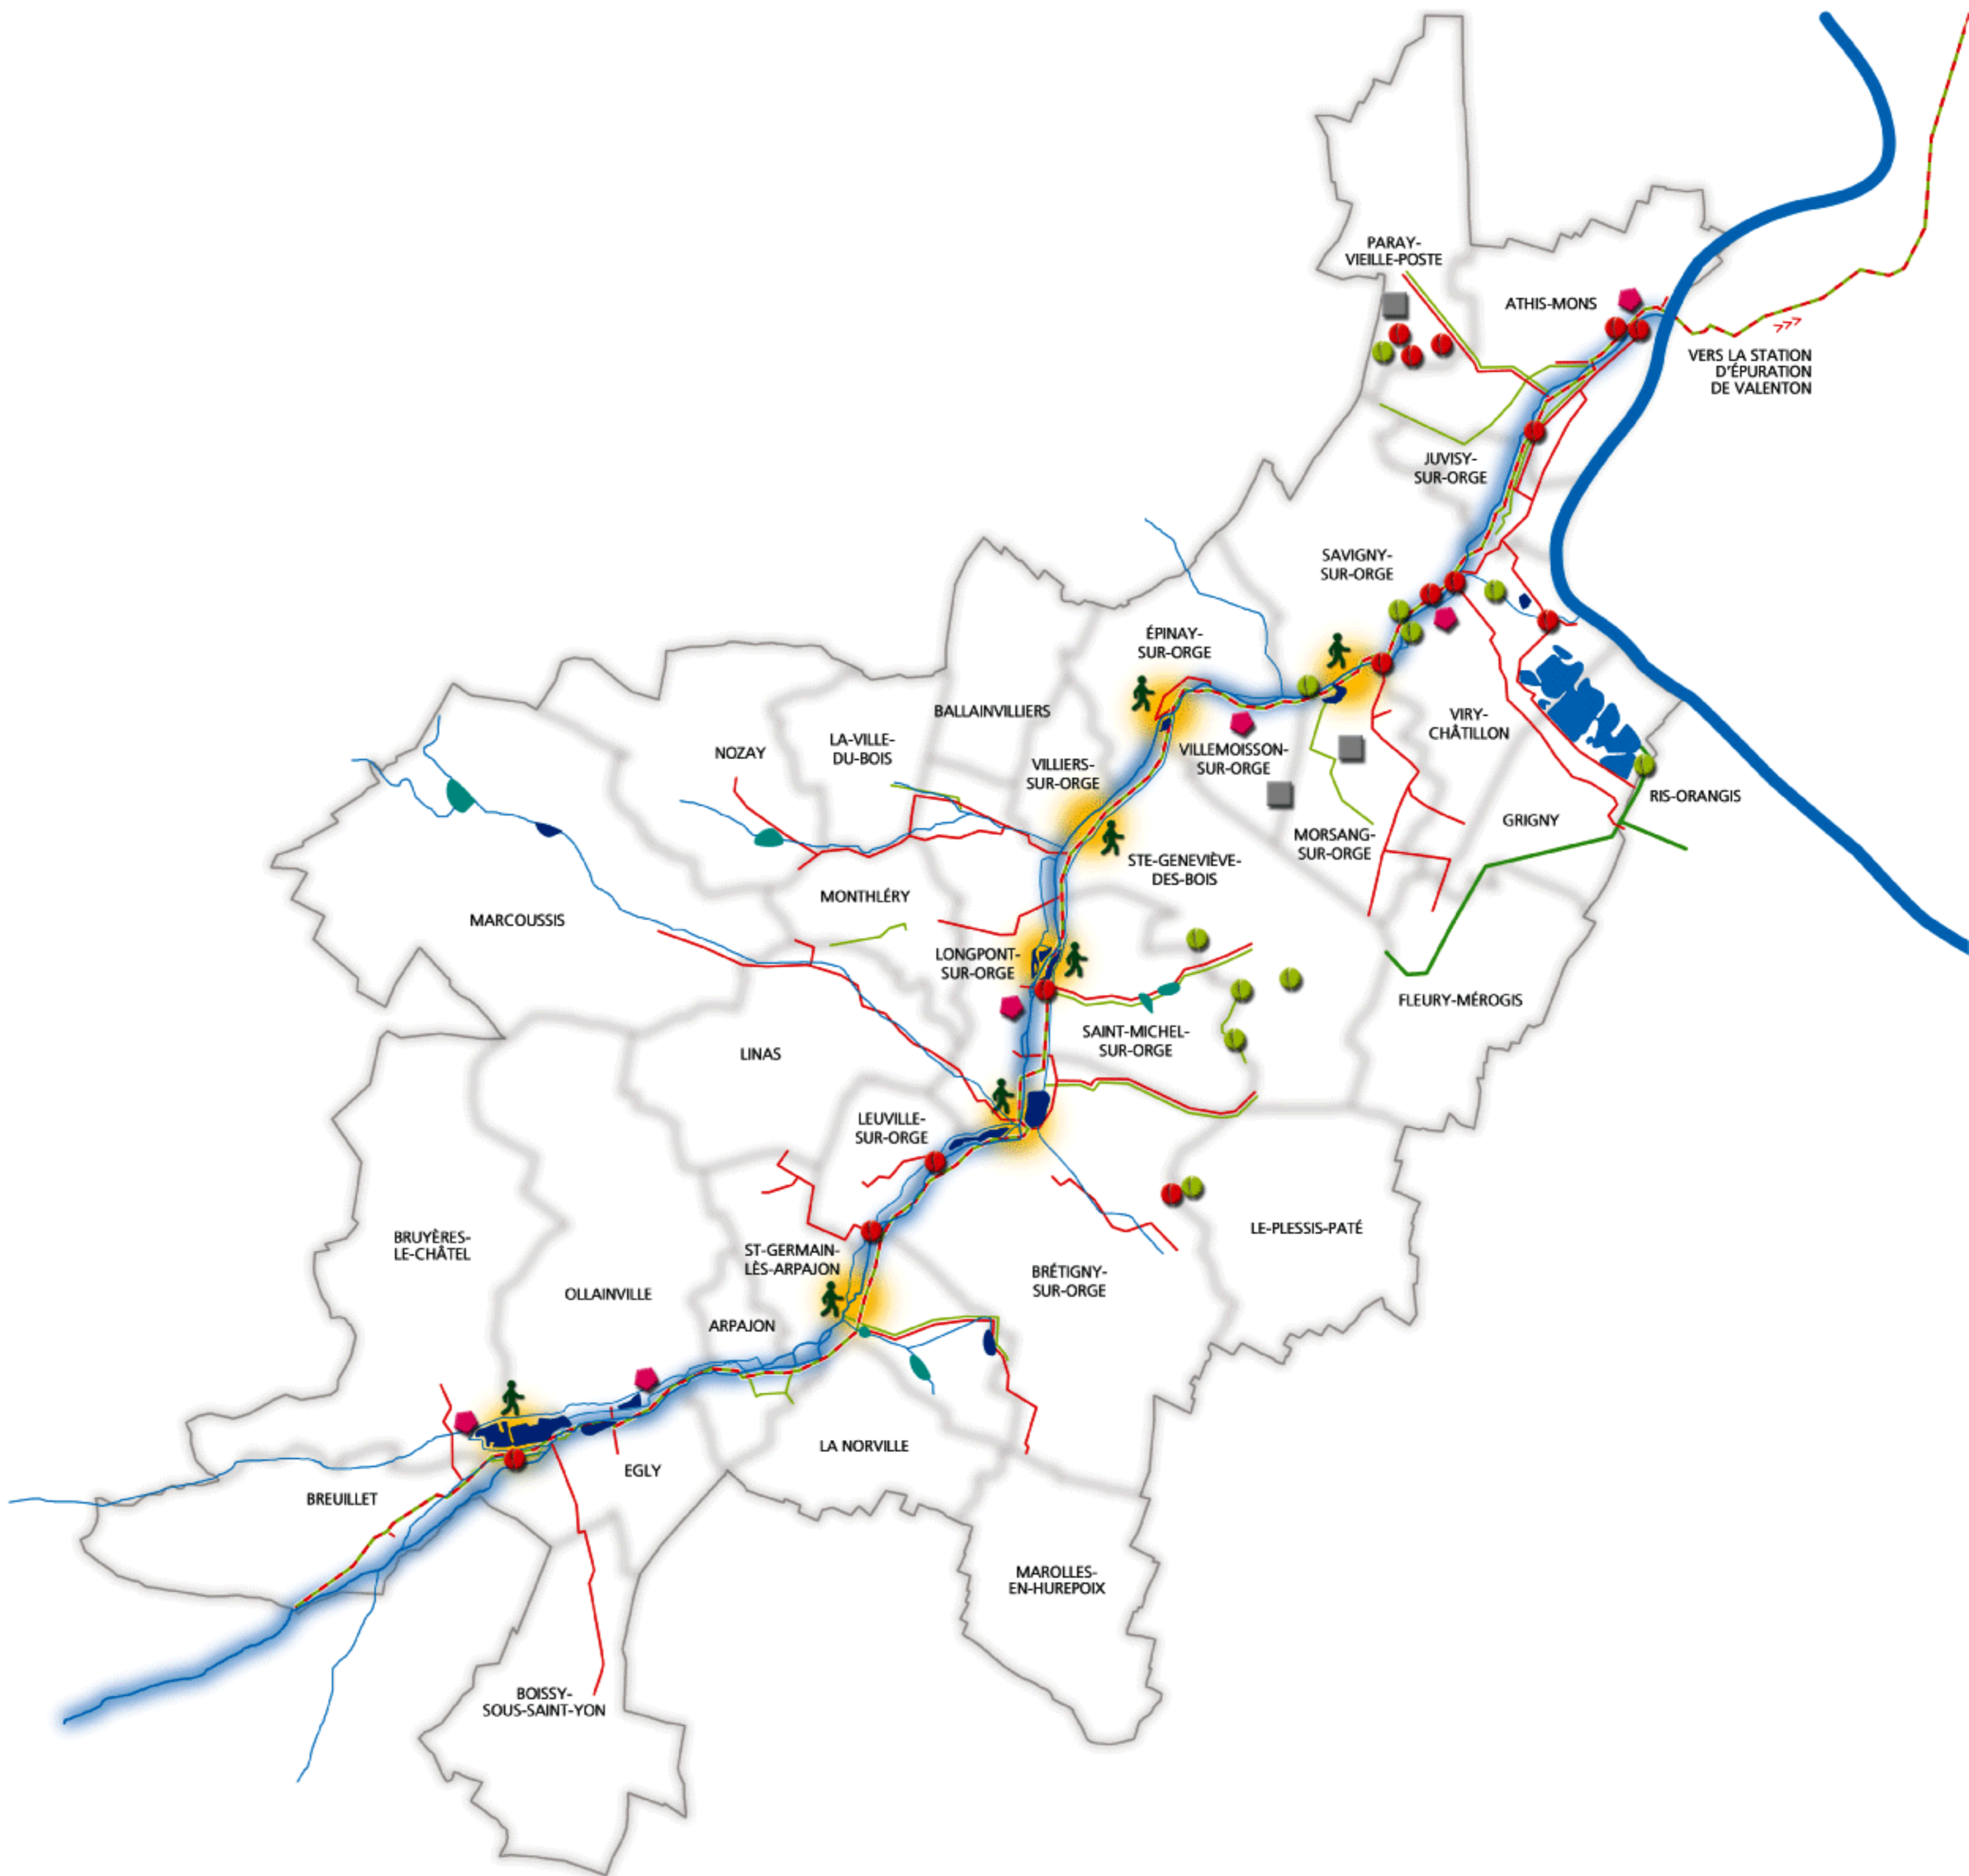 PARAY-
VIEILLE-POSTE
ATHIS-MONS
VERS LA STATION
D'ÉPURATION
DE VALENTON
JUVISY-
SUR-ORGE
SAVIGNY-
SUR-ORGE
ÉPINAY-
SUR-ORGE
BALLAINVILLIERS
VIRY-
CHÂTILLON
LA-VILLE-
DU-BOIS
NOZAY
VILLEMOISSON-
SUR-ORGE
VILLIERS-
SUR-ORGE
RIS-ORANGIS
GRIGNY
MORSANG-
SUR-ORGE
STE-GENEVIÈVE-
DES-BOIS
MONTHLÉRY
MARCOUSSIS
LONGPONT-
SUR-ORGE
FLEURY-MÉROGIS
SAINT-MICHEL-
SUR-ORGE
LINAS
LEUVILLE-
SUR-ORGE
LE-PLESSIS-PATÉ
BRUYÈRES-
LE-CHÂTEL
ST-GERMAIN-
LÈS-ARPAJON
BRÉTIGNY-
SUR-ORGE
OLLAINVILLE
ARPAJON
LA NORVILLE
EGLY
BREUILLET
MAROLLES-
EN-HUREPOIX
BOISSY-
SOUS-SAINT-YON